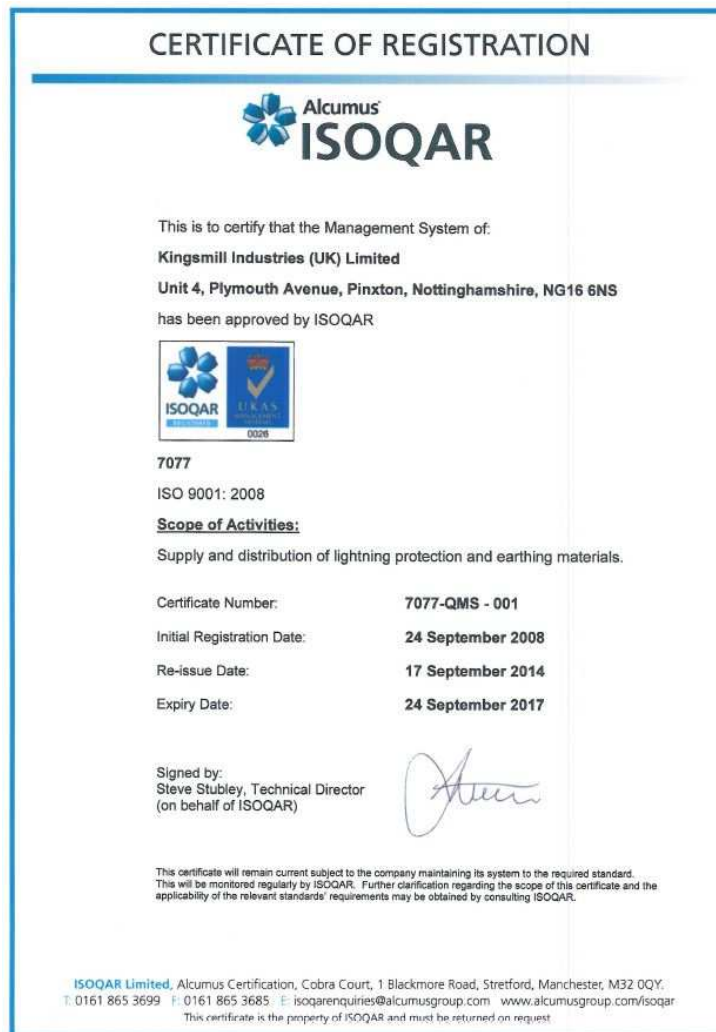 CERTIFICATE OF REGISTRATION
Alcumus
ISOQAR
This is to certify that the Management System of:
Kingsmill Industries (UK) Limited
Unit 4, Plymouth Avenue, Pinxton, Nottinghamshire, NG16 6NS
has been approved by ISOQAR
ISOQAR
UKAS
MANAGEMENT
SYSTEMS
0026
7077
ISO 9001: 2008
Scope of Activities:
Supply and distribution of lightning protection and earthing materials.
Certificate Number: 7077-QMS - 001
Initial Registration Date: 24 September 2008
Re-issue Date: 17 September 2014
Expiry Date: 24 September 2017
Signed by:
Steve Stubley, Technical Director
(on behalf of ISOQAR)
This certificate will remain current subject to the company maintaining its system to the required standard.
This will be monitored regularly by ISOQAR. Further clarification regarding the scope of this certificate and the
applicability of the relevant standards' requirements may be obtained by consulting ISOQAR.
ISOQAR Limited, Alcumus Certification, Cobra Court, 1 Blackmore Road, Stretford, Manchester, M32 0QY.
T: 0161 865 3699 F: 0161 865 3685 E: isoqarenquiries@alcumusgroup.com www.alcumusgroup.com/isoqar
This certificate is the property of ISOQAR and must be returned on request